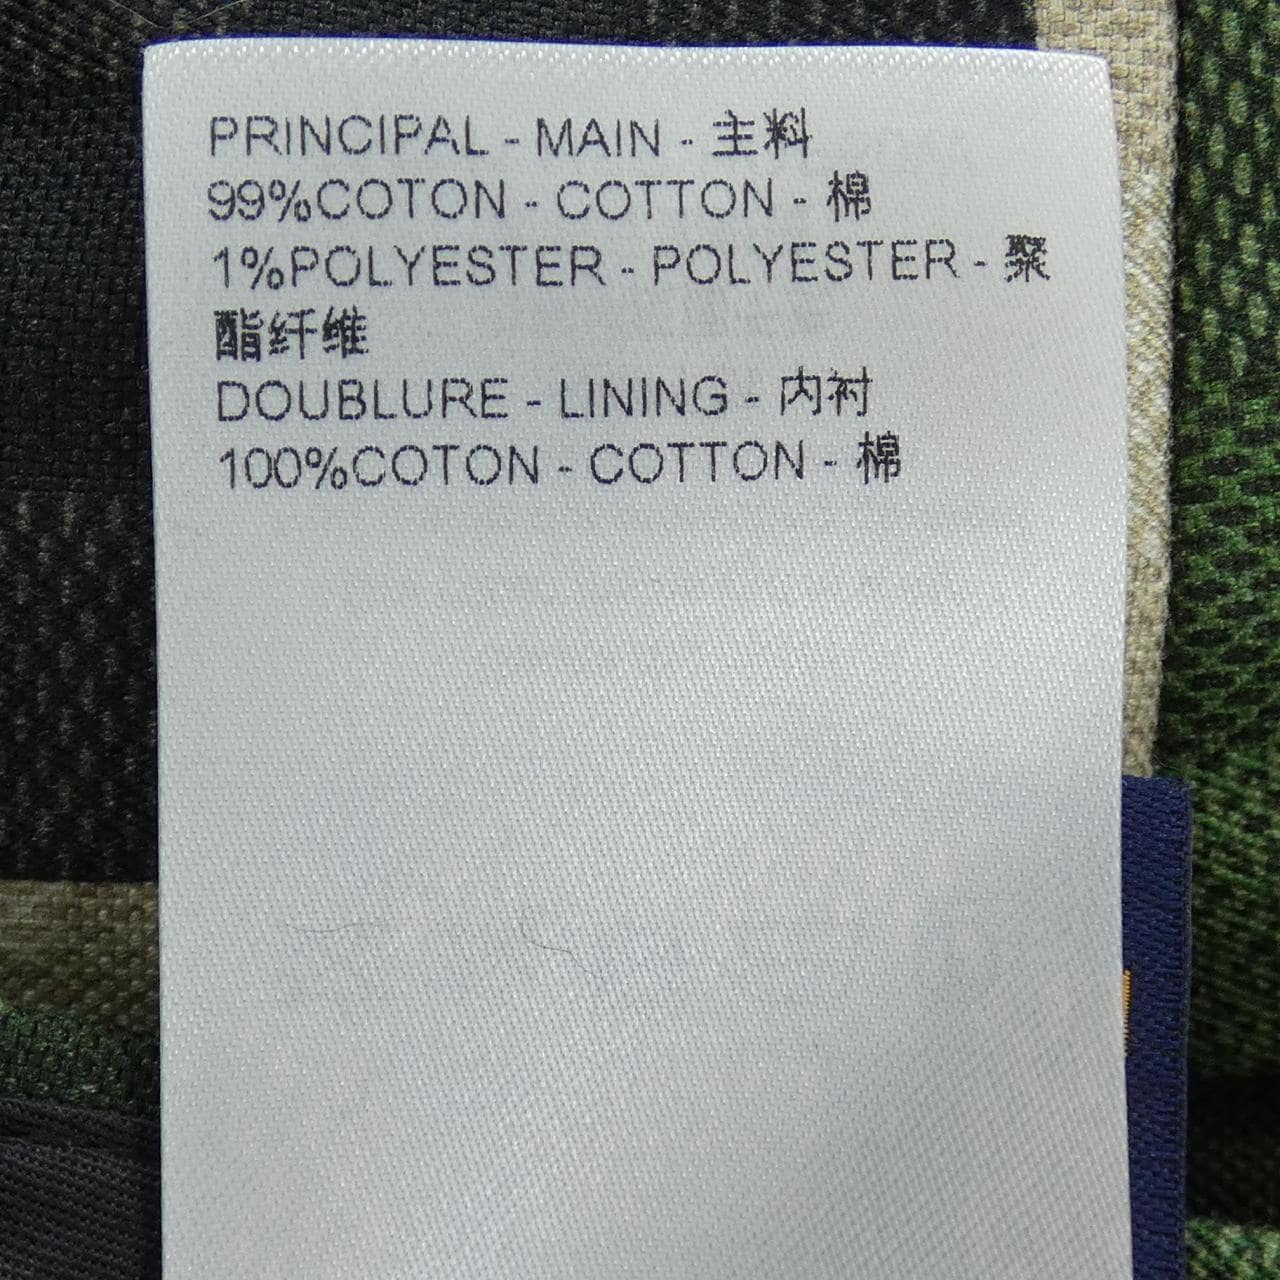 PRINCIPAL - MAIN - 主料
99%COTON - COTTON - 棉
1%POLYESTER - POLYESTER - 聚
酯纤维
DOUBLURE - LINING - 内衬
100%COTON - COTTON - 棉